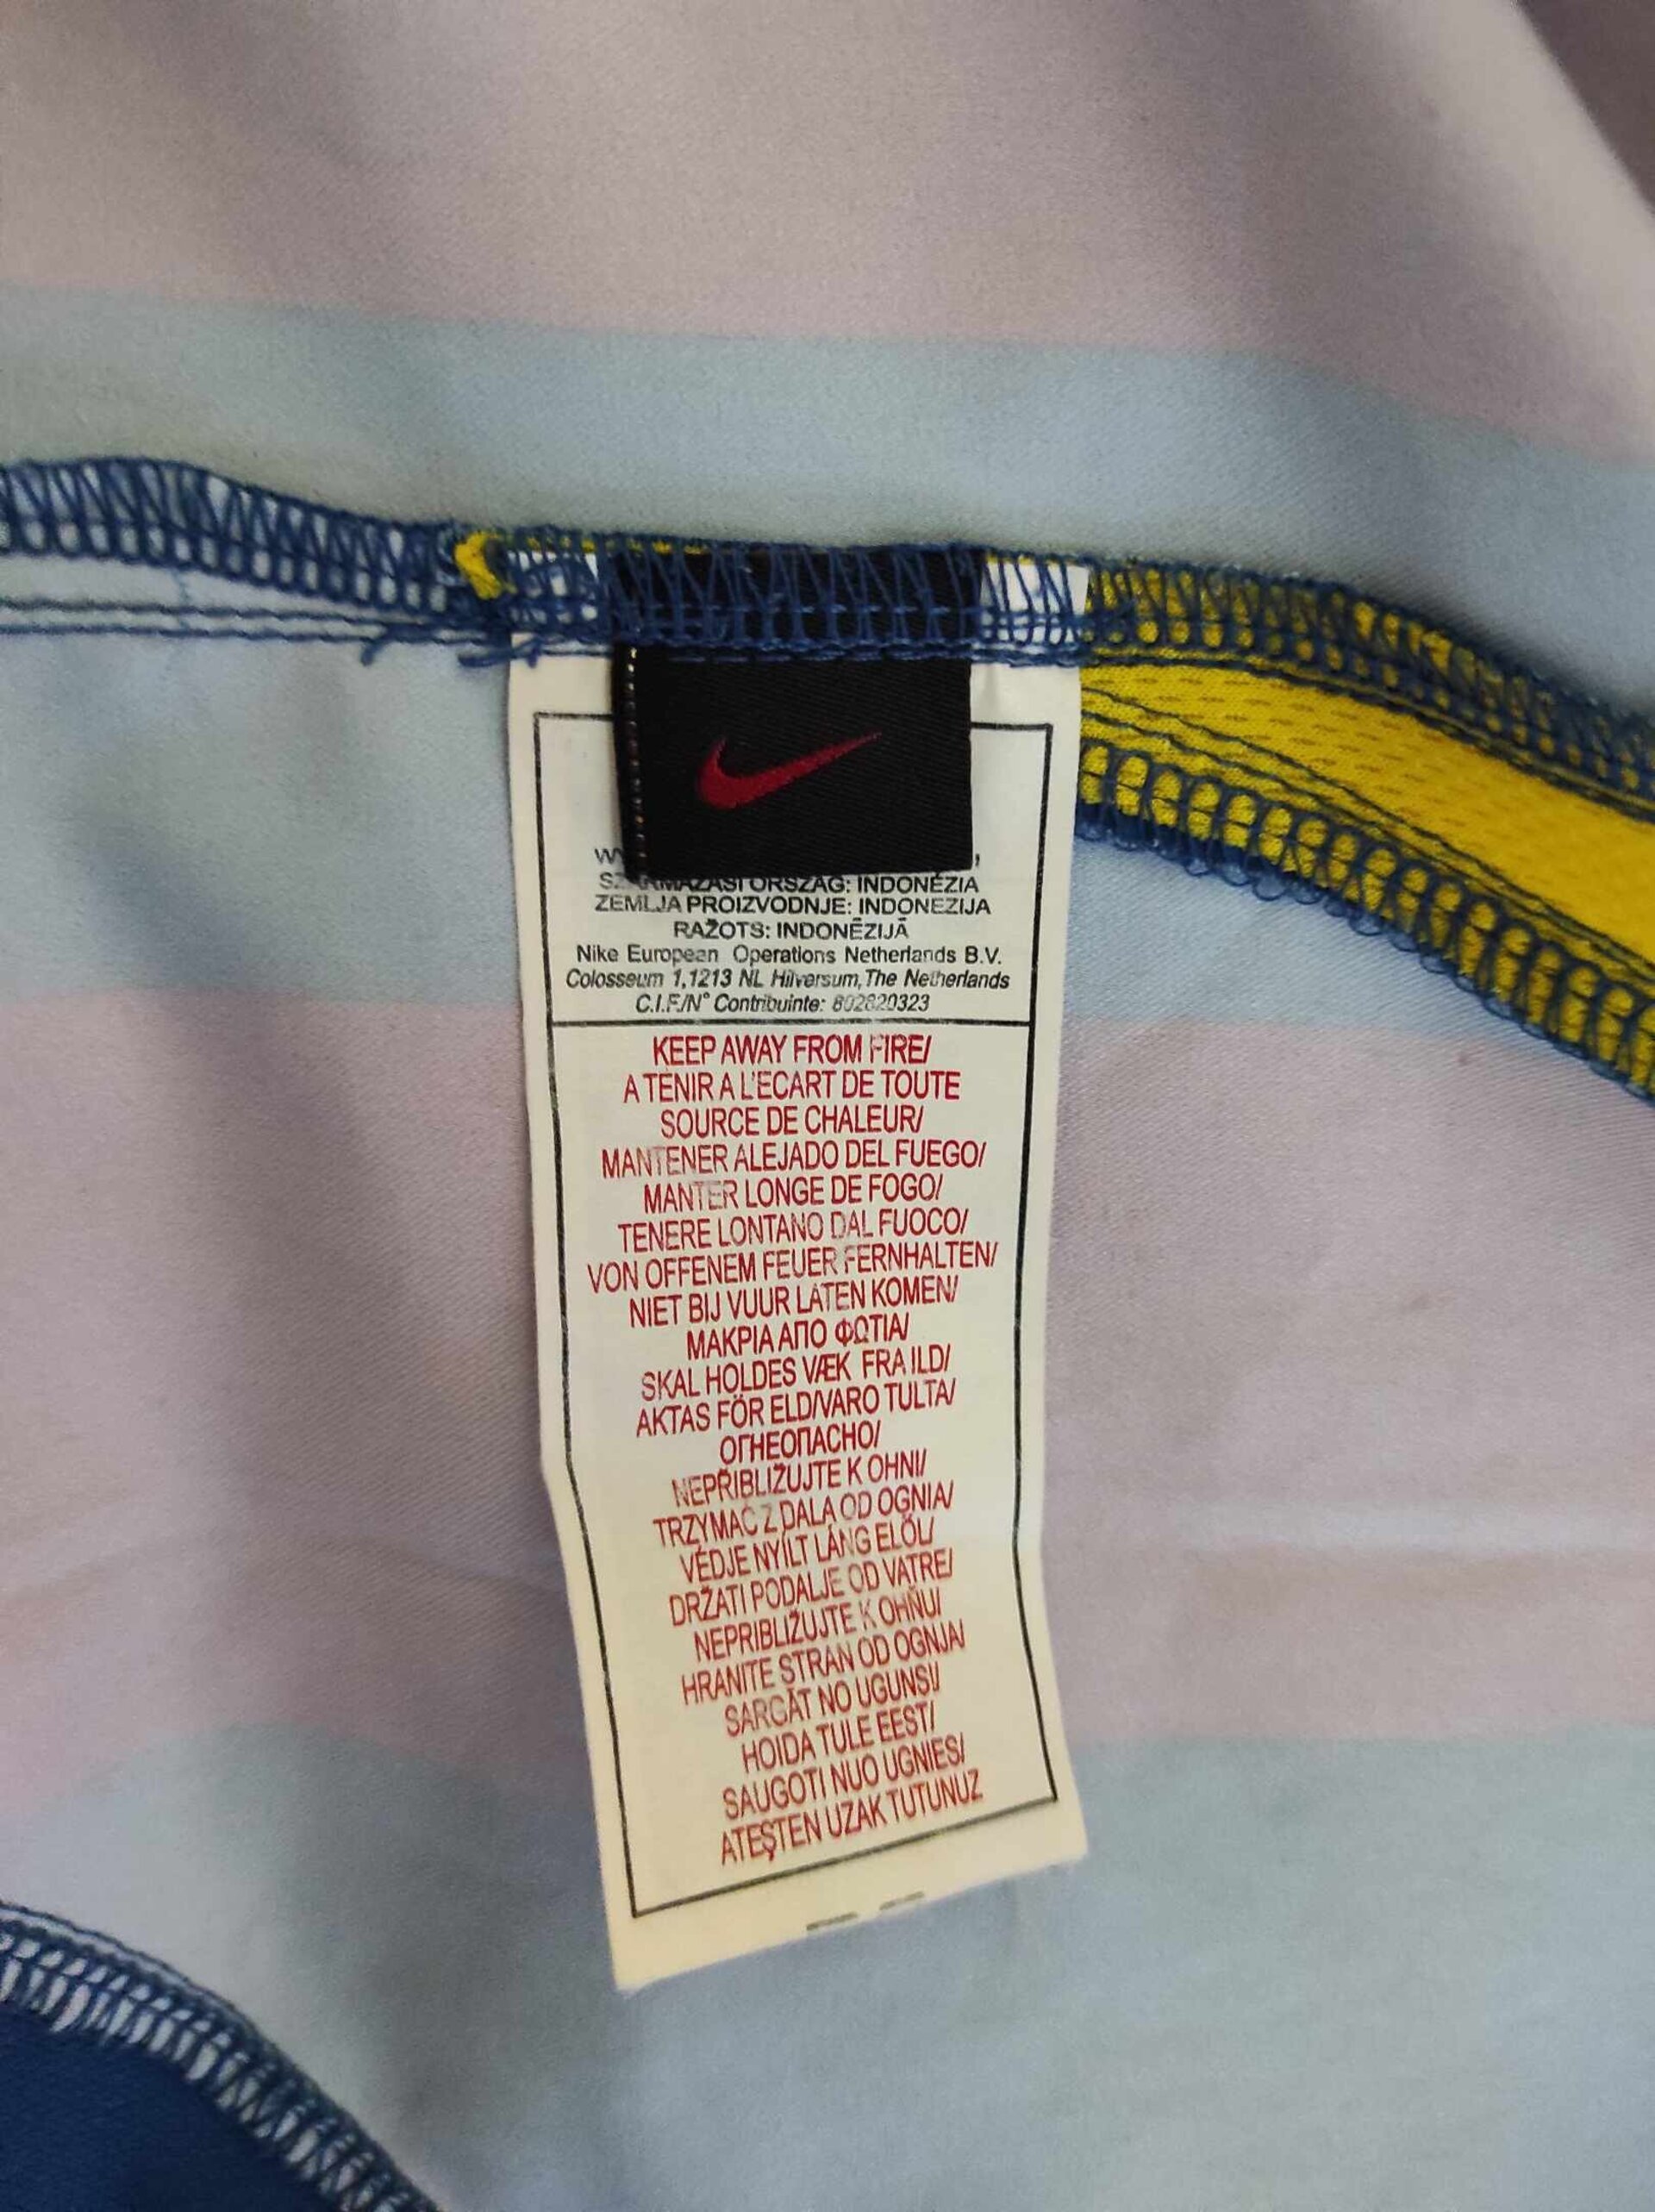 ORSZÁG: INDONÉZIA
ZEMLJA PROIZVODNJE: INDONEZIJA
RAŽOTS: INDONĒZIJĀ
Nike European Operations Netherlands B.V.
Colosseum 1,1213 NL Hilversum,The Netherlands
C.I.F./N° Contribuinte: 802820323
KEEP AWAY FROM FIRE/
A TENIR A L'ECART DE TOUTE
SOURCE DE CHALEUR/
MANTENER ALEJADO DEL FUEGO/
MANTER LONGE DE FOGO/
TENERE LONTANO DAL FUOCO/
VON OFFENEM FEUER FERNHALTEN/
NIET BIJ VUUR LATEN KOMEN/
ΜΑΚΡΙΑ ΑΠΟ ΦΩΤΙΑ/
SKAL HOLDES VÆK FRA ILD/
AKTAS FÖR ELD/VARO TULTA/
ОГНЕОПАСНО/
NEPŘIBLIŽUJTE K OHNI/
TRZYMAĆ Z DALA OD OGNIA/
VÉDJE NYÍLT LÁNG ELŐL/
DRŽATI PODALJE OD VATRE/
NEPRIBLIŽUJTE K OHŇU/
HRANITE STRAN OD OGNJA/
SARGĀT NO UGUNS/
HOIDA TULE EEST/
SAUGOTI NUO UGNIES/
ATEŞTEN UZAK TUTUNUZ